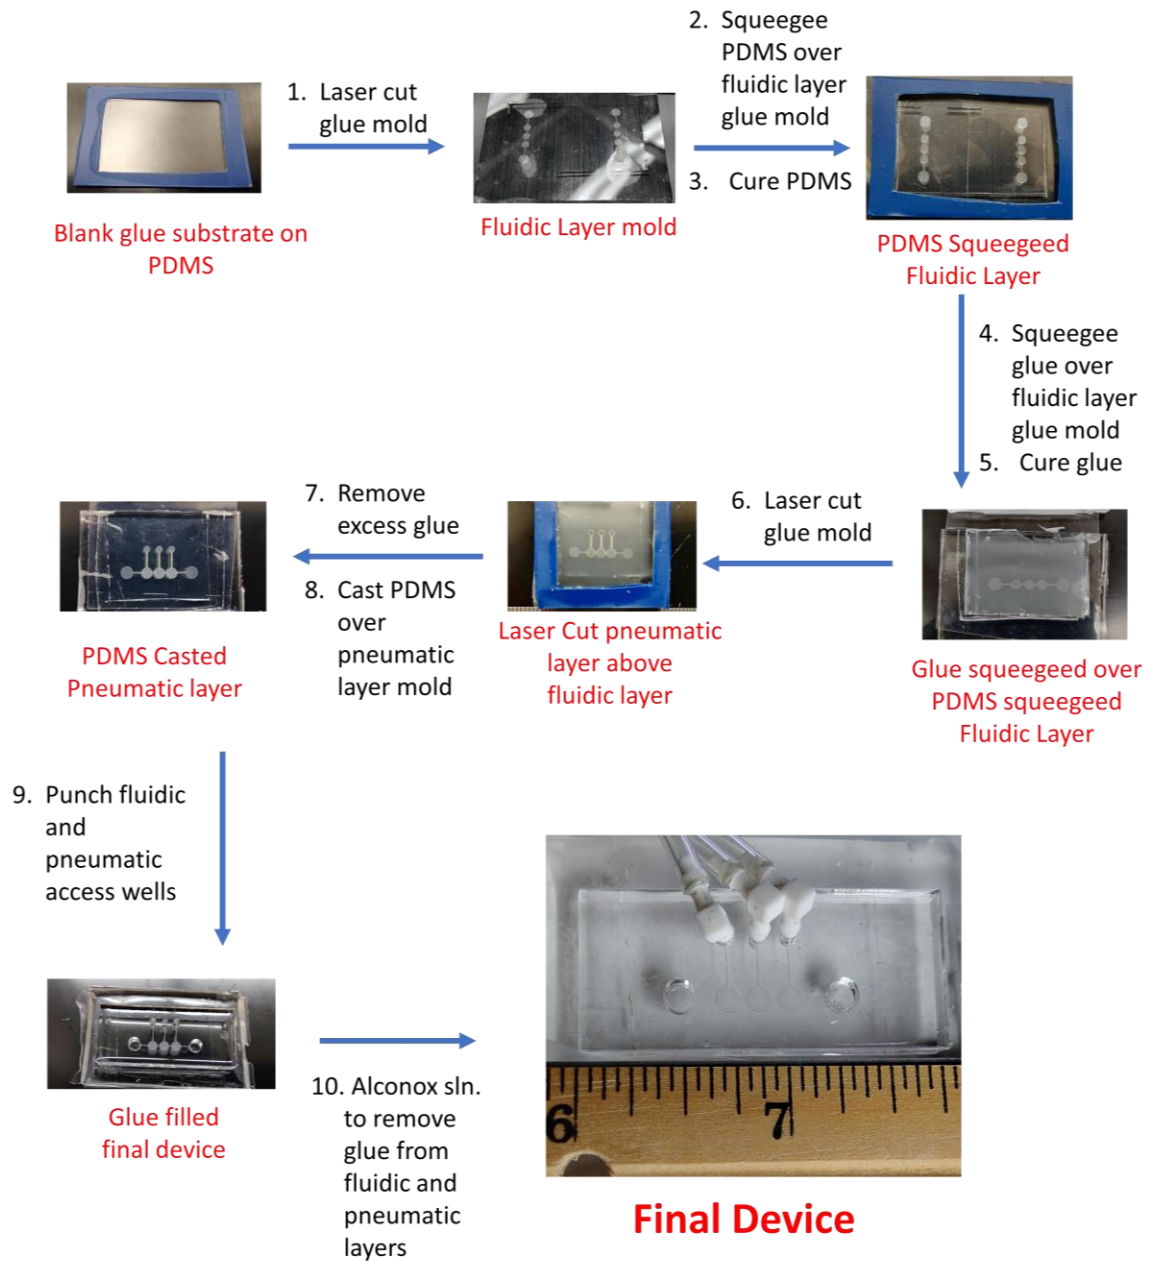 1. Laser cut
glue mold
2. Squeegee
PDMS over
fluidic layer
glue mold
3. Cure PDMS
Blank glue substrate on
PDMS
Fluidic Layer mold
PDMS Squeegeed
Fluidic Layer
4. Squeegee
glue over
fluidic layer
glue mold
5. Cure glue
Glue squeegeed over
PDMS squeegeed
Fluidic Layer
6. Laser cut
glue mold
Laser Cut pneumatic
layer above
fluidic layer
7. Remove
excess glue
8. Cast PDMS
over
pneumatic
layer mold
PDMS Casted
Pneumatic layer
9. Punch fluidic
and
pneumatic
access wells
Glue filled
final device
10. Alconox sln.
to remove
glue from
fluidic and
pneumatic
layers
6 7
Final Device